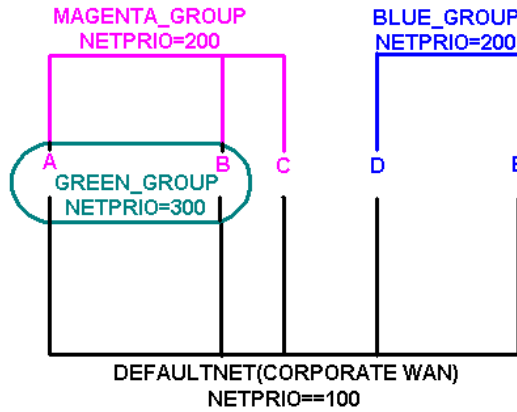 MAGENTA_GROUP
NETPRIO=200
BLUE_GROUP
NETPRIO=200
A
B
C
D
E
GREEN_GROUP
NETPRIO=300
DEFAULTNET(CORPORATE WAN)
NETPRIO==100